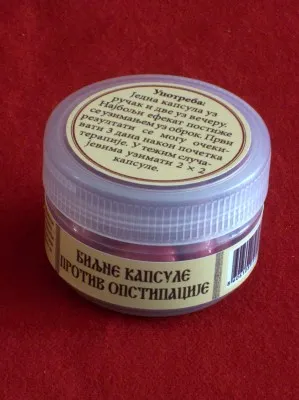 Употреба:
Једна капсула уз
ручак и две уз вечеру.
Најбољи ефекат постиже
се узимањем уз оброк. Први
резултати се могу очеки-
вати 3 дана након почетка
терапије. У тежим случа-
јевима узимати 2 × 2
капсуле.
БИЉНЕ КАПСУЛЕ
ПРОТИВ ОПСТИПАЦИЈЕ